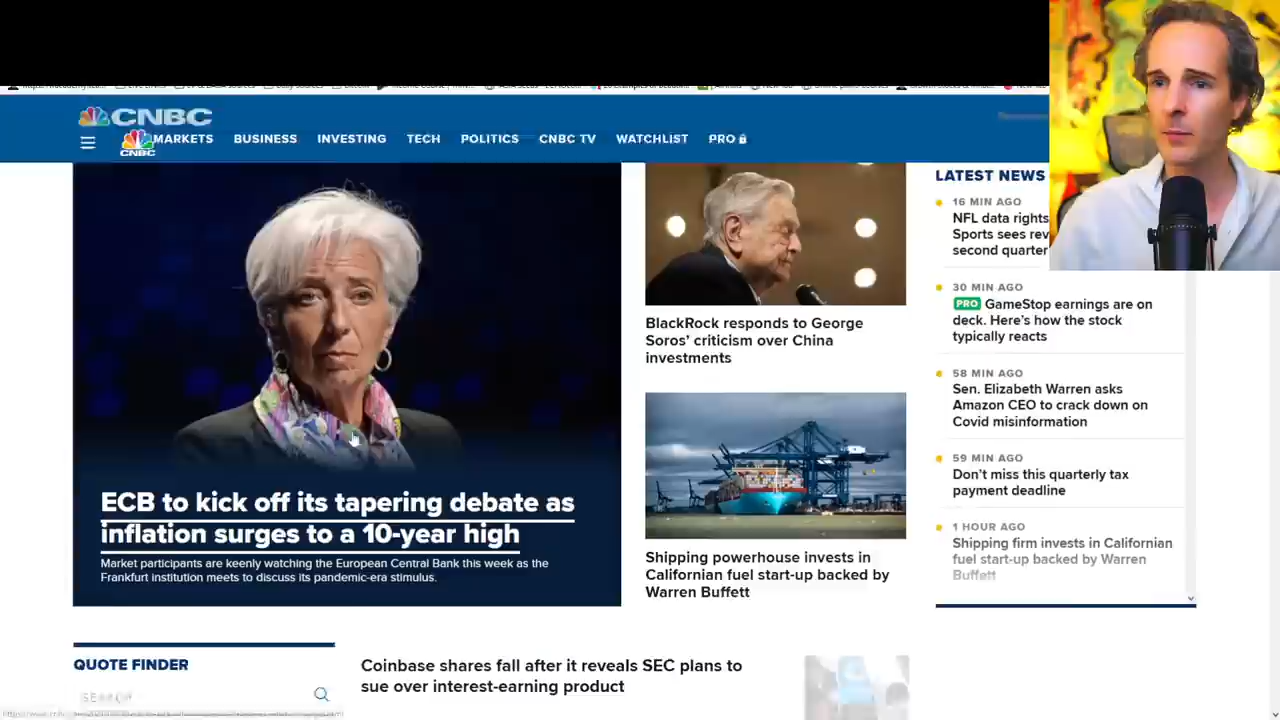 CNBC
CNBC
MARKETS
BUSINESS
INVESTING
TECH
POLITICS
CNBC TV
WATCHLIST
PRO
ECB to kick off its tapering debate as
inflation surges to a 10-year high
Market participants are keenly watching the European Central Bank this week as the
Frankfurt institution meets to discuss its pandemic-era stimulus.
BlackRock responds to George
Soros' criticism over China
investments
Shipping powerhouse invests in
Californian fuel start-up backed by
Warren Buffett
LATEST NEWS
16 MIN AGO
NFL data rights
Sports sees rev
second quarter
30 MIN AGO
PRO GameStop earnings are on
deck. Here's how the stock
typically reacts
58 MIN AGO
Sen. Elizabeth Warren asks
Amazon CEO to crack down on
Covid misinformation
59 MIN AGO
Don't miss this quarterly tax
payment deadline
1 HOUR AGO
Shipping firm invests in Californian
fuel start-up backed by Warren
Buffett
QUOTE FINDER
SEARCH
Coinbase shares fall after it reveals SEC plans to
sue over interest-earning product